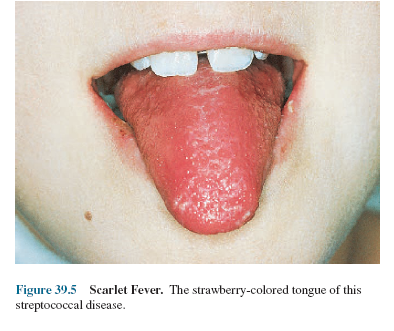 Figure 39.5 Scarlet Fever. The strawberry-colored tongue of this
streptococcal disease.